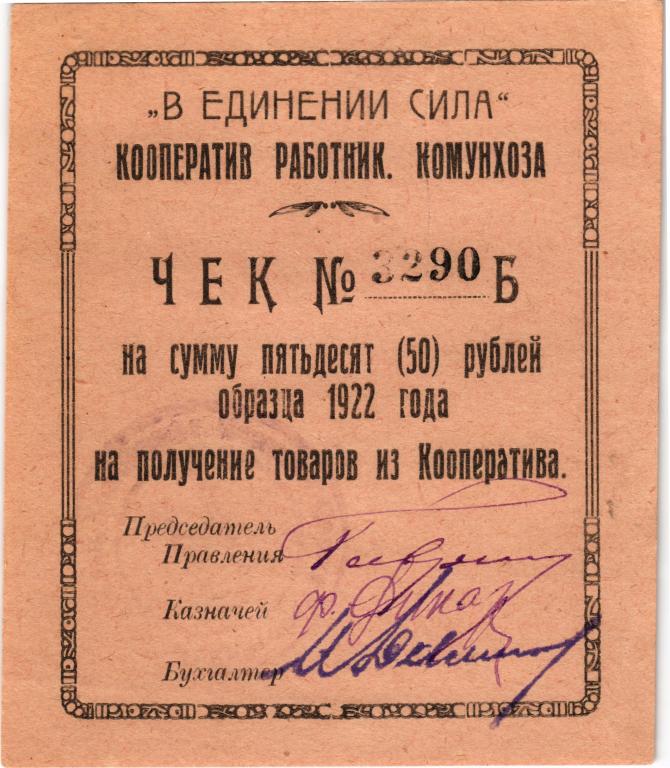 „В ЕДИНЕНИИ СИЛА“
КООПЕРАТИВ РАБОТНИК. КОМУНХОЗА
ЧЕК № 3290 Б
на сумму пятьдесят (50) рублей
образца 1922 года
на получение товаров из Кооператива.
Председатель
Правления
Казначей
Бухгалтер